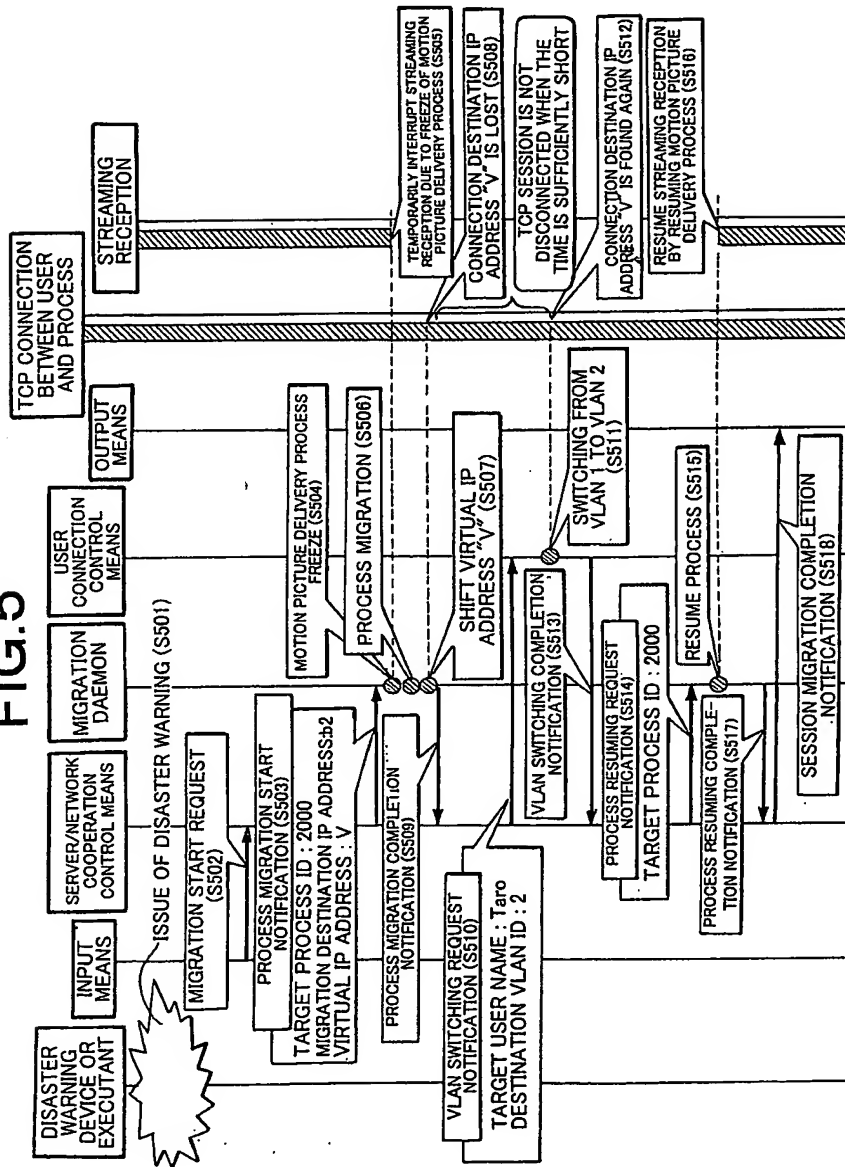 FIG.5
DISASTER
WARNING
DEVICE OR
EXECUTANT
INPUT
MEANS
SERVER/NETWORK
COOPERATION
CONTROL MEANS
MIGRATION
DAEMON
USER
CONNECTION
CONTROL
MEANS
OUTPUT
MEANS
TCP CONNECTION
BETWEEN USER
AND PROCESS
STREAMING
RECEPTION
ISSUE OF DISASTER WARNING (S501)
MIGRATION START REQUEST
(S502)
PROCESS MIGRATION START
NOTIFICATION (S503)
TARGET PROCESS ID : 2000
MIGRATION DESTINATION IP ADDRESS:b2
VIRTUAL IP ADDRESS : V
MOTION PICTURE DELIVERY PROCESS
FREEZE (S504)
TEMPORARILY INTERRUPT STREAMING
RECEPTION DUE TO FREEZE OF MOTION
PICTURE DELIVERY PROCESS (S505)
PROCESS MIGRATION (S506)
SHIFT VIRTUAL IP
ADDRESS "V" (S507)
CONNECTION DESTINATION IP
ADDRESS "V" IS LOST (S508)
PROCESS MIGRATION COMPLETION
NOTIFICATION (S509)
TCP SESSION IS NOT
DISCONNECTED WHEN THE
TIME IS SUFFICIENTLY SHORT
VLAN SWITCHING REQUEST
NOTIFICATION (S510)
TARGET USER NAME : Taro
DESTINATION VLAN ID : 2
SWITCHING FROM
VLAN 1 TO VLAN 2
(S511)
CONNECTION DESTINATION IP
ADDRESS "V" IS FOUND AGAIN (S512)
VLAN SWITCHING COMPLETION
NOTIFICATION (S513)
PROCESS RESUMING REQUEST
NOTIFICATION (S514)
TARGET PROCESS ID : 2000
RESUME PROCESS (S515)
RESUME STREAMING RECEPTION
BY RESUMING MOTION PICTURE
DELIVERY PROCESS (S516)
PROCESS RESUMING COMPLE-
TION NOTIFICATION (S517)
SESSION MIGRATION COMPLETION
NOTIFICATION (S518)